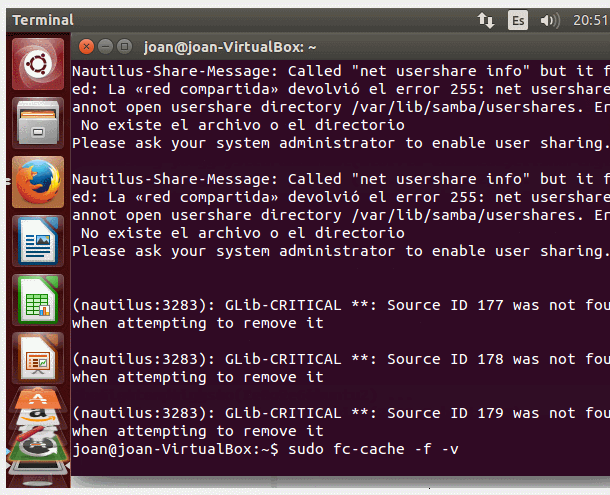 Terminal Es 20:51
joan@joan-VirtualBox: ~
Nautilus-Share-Message: Called "net usershare info" but it f
ed: La «red compartida» devolvió el error 255: net usershare
annot open usershare directory /var/lib/samba/usershares. Er
No existe el archivo o el directorio
Please ask your system administrator to enable user sharing.
Nautilus-Share-Message: Called "net usershare info" but it f
ed: La «red compartida» devolvió el error 255: net usershare
annot open usershare directory /var/lib/samba/usershares. Er
No existe el archivo o el directorio
Please ask your system administrator to enable user sharing.
(nautilus:3283): GLib-CRITICAL **: Source ID 177 was not fou
when attempting to remove it
(nautilus:3283): GLib-CRITICAL **: Source ID 178 was not fou
when attempting to remove it
(nautilus:3283): GLib-CRITICAL **: Source ID 179 was not fou
when attempting to remove it
joan@joan-VirtualBox:~$ sudo fc-cache -f -v